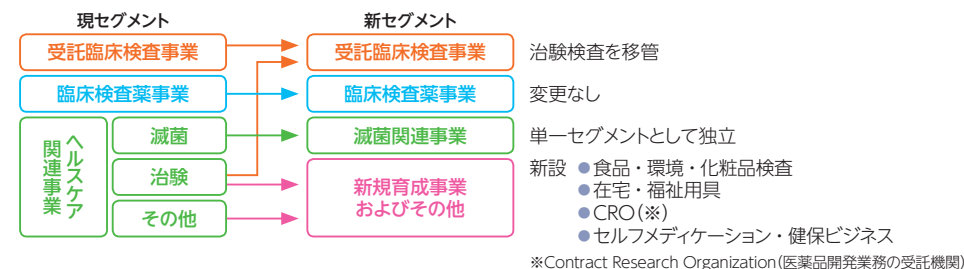 現セグメント
新セグメント
受託臨床検査事業
受託臨床検査事業
治験検査を移管
臨床検査薬事業
臨床検査薬事業
変更なし
ヘルスケア
関連事業
滅菌
滅菌関連事業
単一セグメントとして独立
治験
その他
新規育成事業
およびその他
新設 ●食品・環境・化粧品検査
●在宅・福祉用具
●CRO(※)
●セルフメディケーション・健保ビジネス
※Contract Research Organization(医薬品開発業務の受託機関)